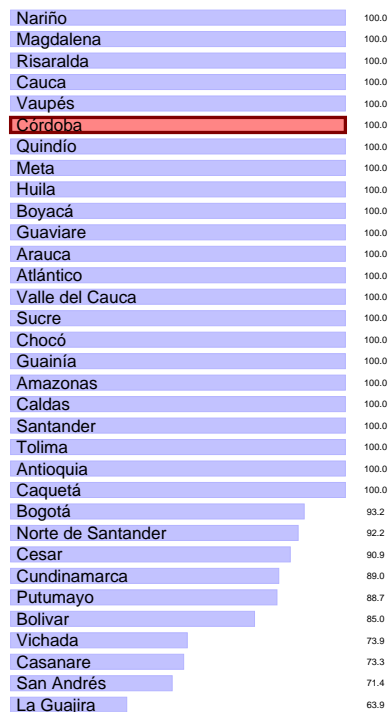 Nariño 100.0
Magdalena 100.0
Risaralda 100.0
Cauca 100.0
Vaupés 100.0
Córdoba 100.0
Quindío 100.0
Meta 100.0
Huila 100.0
Boyacá 100.0
Guaviare 100.0
Arauca 100.0
Atlántico 100.0
Valle del Cauca 100.0
Sucre 100.0
Chocó 100.0
Guainía 100.0
Amazonas 100.0
Caldas 100.0
Santander 100.0
Tolima 100.0
Antioquia 100.0
Caquetá 100.0
Bogotá 93.2
Norte de Santander 92.2
Cesar 90.9
Cundinamarca 89.0
Putumayo 88.7
Bolivar 85.0
Vichada 73.9
Casanare 73.3
San Andrés 71.4
La Guajira 63.9